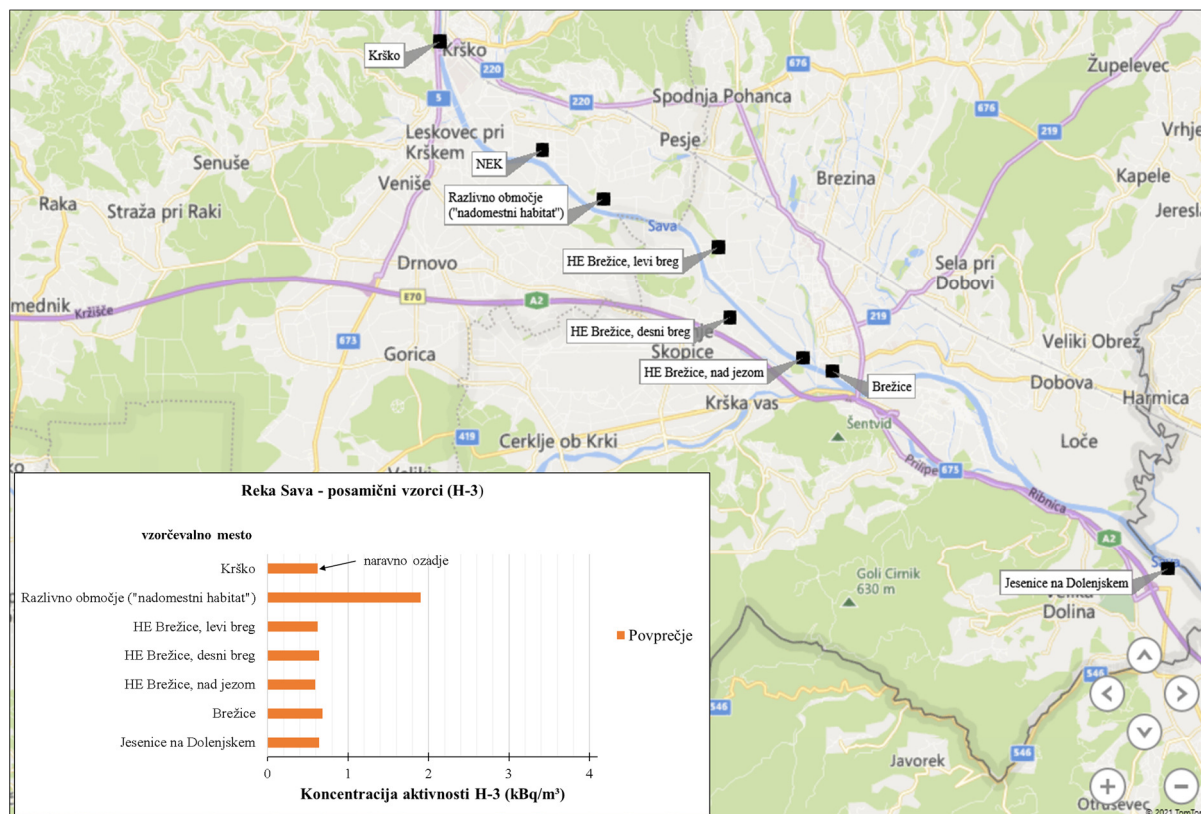 Krško
Krško
220
676
Župelevec
5
220
Spodnja Pohanca
676
Leskovec pri
Krškem
Pesje
219
Vrhje
Senuše
NEK
Veniše
Brezina
Kapele
Raka
Straža pri Raki
Razlivno območje
("nadomestni habitat")
Sava
HE Brežice, levi breg
Drnovo
Sela pri
Dobovi
mednik
Kržišče
E70
A2
219
673
Gorica
HE Brežice, desni breg
Skopice
Veliki Obrež
HE Brežice, nad jezom
Brežice
Dobova
Krška vas
Harmica
419
Cerklje ob Krki
Šentvid
Loče
Prilipe
675
Ribnica
A2
Goli Cirnik
630 m
Jesenice na Dolenjskem
Velika
Dolina
546
546
546
Javorek
Otruševec
Reka Sava - posamični vzorci (H-3)
vzorčevalno mesto
Krško
naravno ozadje
Razlivno območje ("nadomestni habitat")
HE Brežice, levi breg
HE Brežice, desni breg
HE Brežice, nad jezom
Brežice
Jesenice na Dolenjskem
Povprečje
0 1 2 3 4
Koncentracija aktivnosti H-3 (kBq/m³)